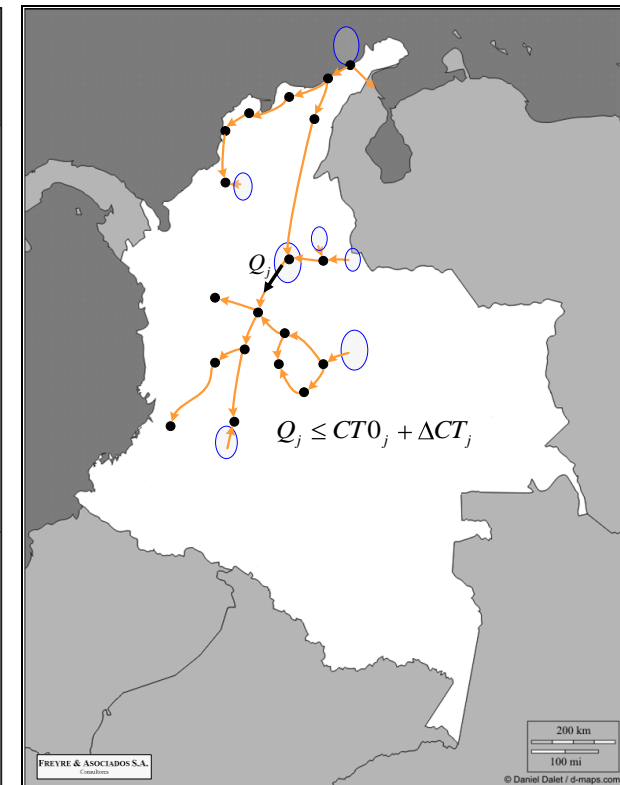 Q_j
Q_j ≤ CT0_j + ΔCT_j
200 km
100 mi
FREYRE & ASOCIADOS S.A.
Consultores
© Daniel Dalet / d-maps.com